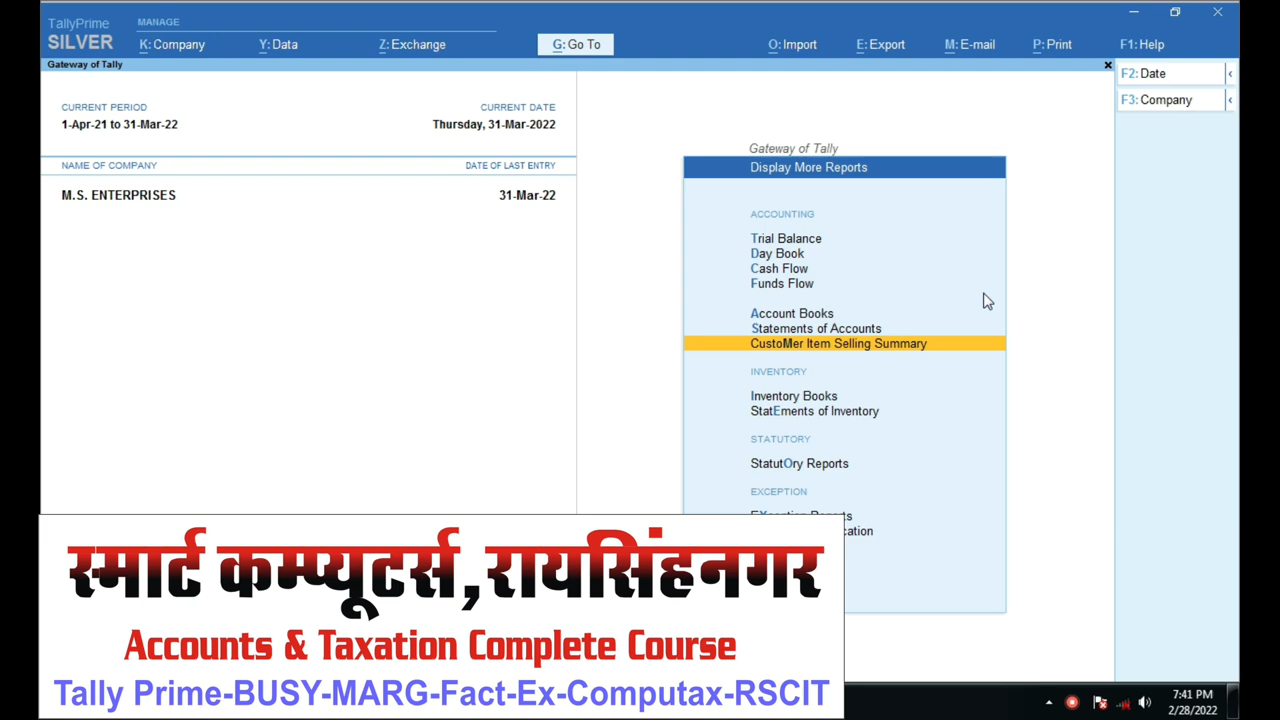 TallyPrime
SILVER
MANAGE
K: Company
Y: Data
Z: Exchange
G: Go To
O: Import
E: Export
M: E-mail
P: Print
F1: Help
Gateway of Tally
F2: Date
F3: Company
CURRENT PERIOD
CURRENT DATE
1-Apr-21 to 31-Mar-22
Thursday, 31-Mar-2022
NAME OF COMPANY
DATE OF LAST ENTRY
M.S. ENTERPRISES
31-Mar-22
Gateway of Tally
Display More Reports
ACCOUNTING
Trial Balance
Day Book
Cash Flow
Funds Flow
Account Books
Statements of Accounts
CustoMer Item Selling Summary
INVENTORY
Inventory Books
StatEments of Inventory
STATUTORY
StatutOry Reports
EXCEPTION
स्मार्ट कम्प्यूटर्स,रायसिंहनगर
Accounts & Taxation Complete Course
Tally Prime-BUSY-MARG-Fact-Ex-Computax-RSCIT
7:41 PM
2/28/2022